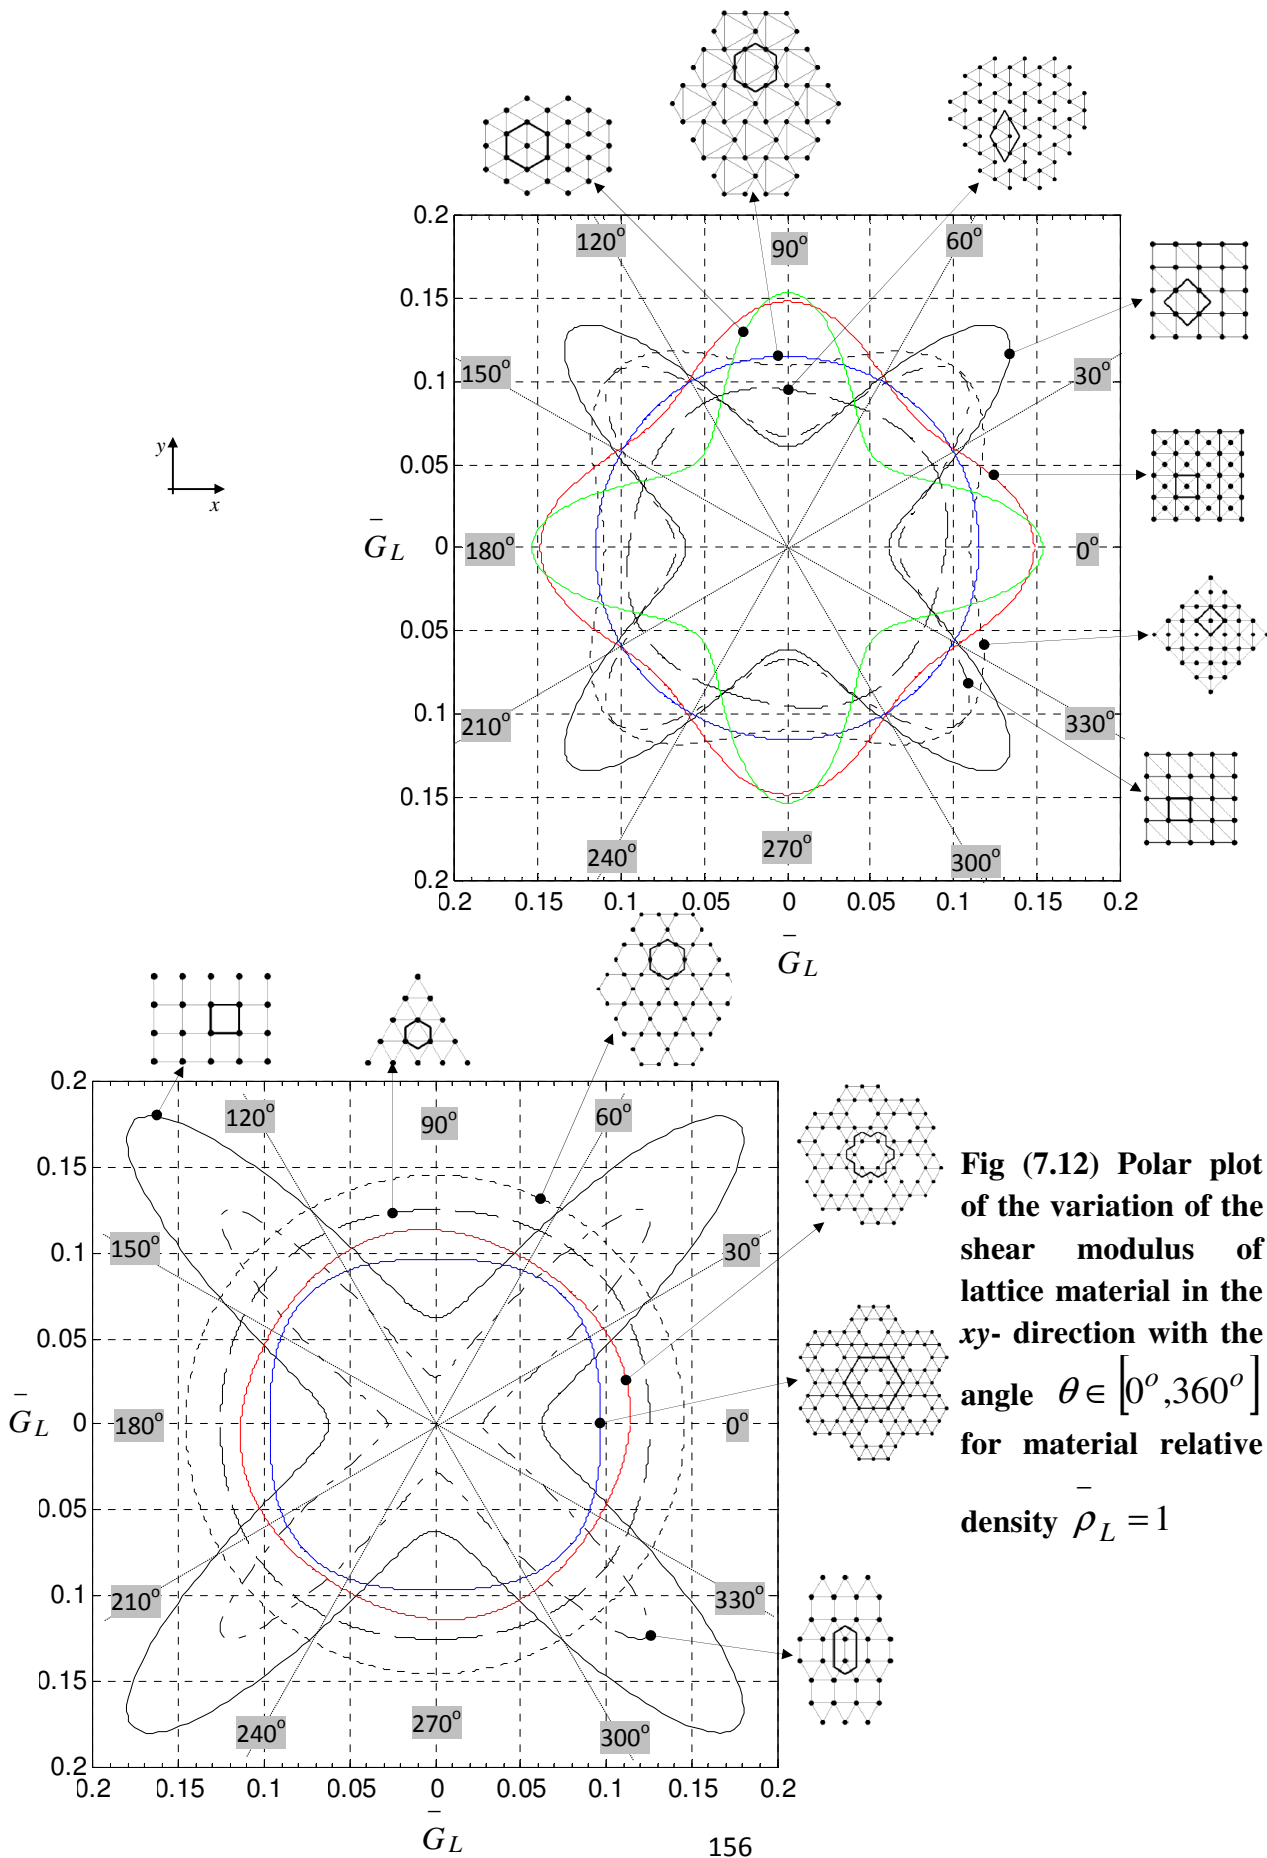 0.2
120°
90°
60°
0.15
150°
30°
0.1
0.05
y
x
G̅L
0
180°
0°
0.05
0.1
210°
330°
0.15
240°
270°
300°
0.2
0.2 0.15 0.1 0.05 0 0.05 0.1 0.15 0.2
G̅L
0.2
120°
90°
60°
0.15
150°
30°
0.1
0.05
G̅L
0
180°
0°
0.05
0.1
210°
330°
0.15
240°
270°
300°
0.2
0.2 0.15 0.1 0.05 0 0.05 0.1 0.15 0.2
G̅L
Fig (7.12) Polar plot
of the variation of the
shear modulus of
lattice material in the
xy- direction with the
angle θ ∈ [0°,360°]
for material relative
density ρ̅L = 1
156